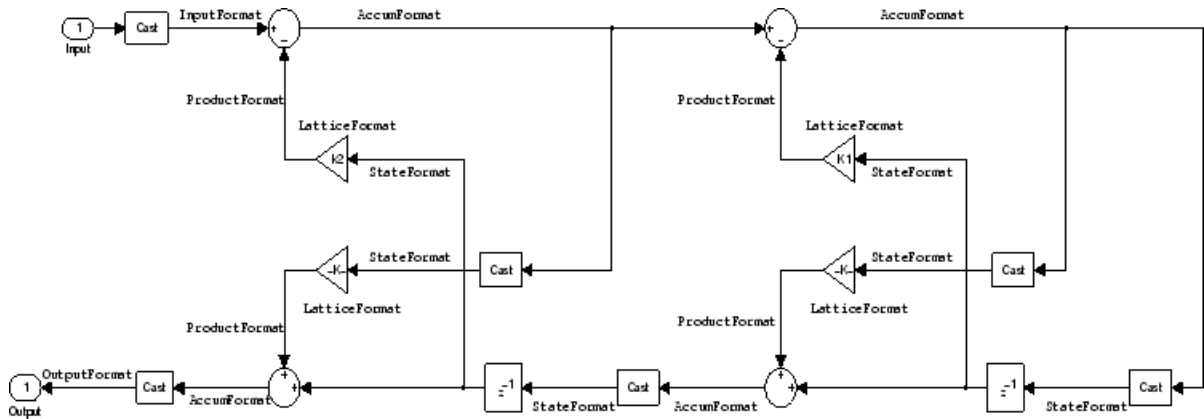 InputFormat
AccumFormat
AccumFormat
1
Cast
+
−
+
−
Input
ProductFormat
ProductFormat
LatticeFormat
LatticeFormat
k2
K1
StateFormat
StateFormat
StateFormat
StateFormat
-K-
Cast
-K-
Cast
LatticeFormat
LatticeFormat
ProductFormat
ProductFormat
OutputFormat
1
Cast
+
+
z-1
Cast
+
+
z-1
Cast
Output
AccumFormat
StateFormat
AccumFormat
StateFormat